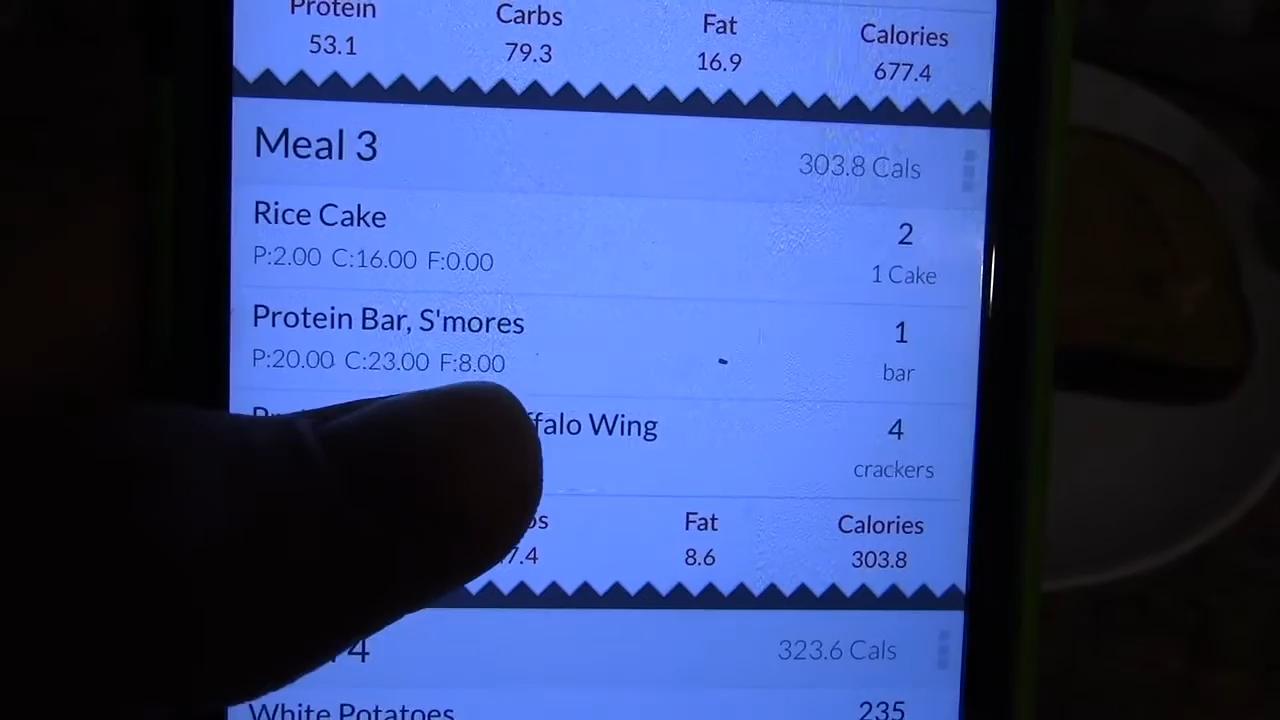 Protein Carbs Fat Calories
53.1 79.3 16.9 677.4
Meal 3 303.8 Cals
Rice Cake 2
P:2.00 C:16.00 F:0.00 1 Cake
Protein Bar, S'mores 1
P:20.00 C:23.00 F:8.00 bar
Wing 4
crackers
Fat Calories
8.6 303.8
4 323.6 Cals
White Potatoes 235